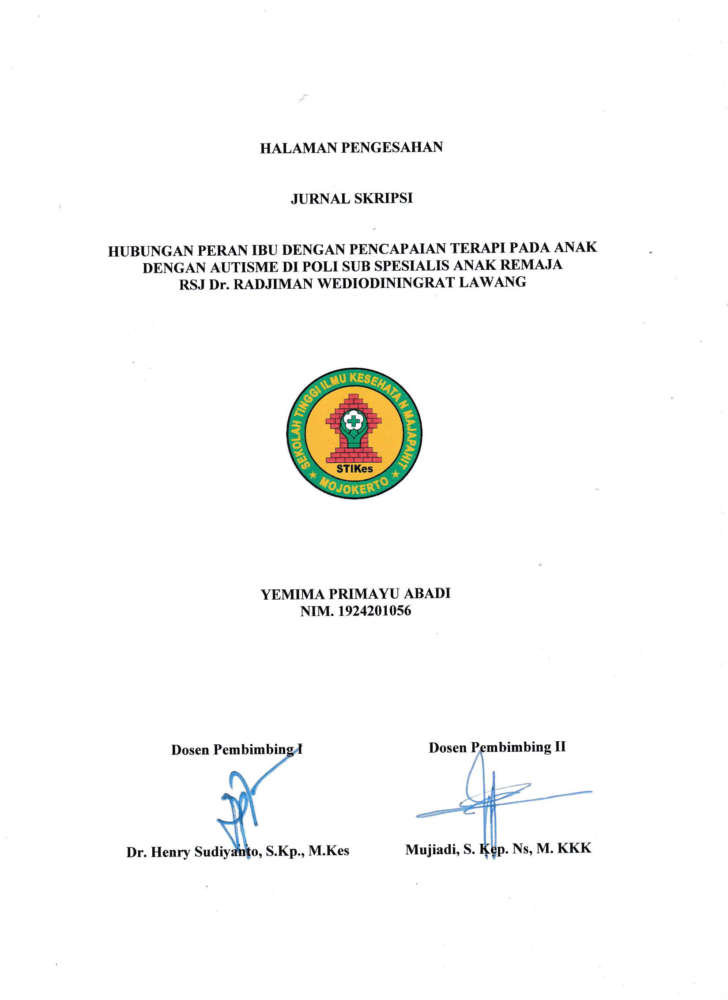 HALAMAN PENGESAHAN
JURNAL SKRIPSI
HUBUNGAN PERAN IBU DENGAN PENCAPAIAN TERAPI PADA ANAK
DENGAN AUTISME DI POLI SUB SPESIALIS ANAK REMAJA
RSJ Dr. RADJIMAN WEDIODININGRAT LAWANG
SEKOLAH TINGGI ILMU KESEHATAN MAJAPAHIT
STIKes
MOJOKERTO
YEMIMA PRIMAYU ABADI
NIM. 1924201056
Dosen Pembimbing I
Dosen Pembimbing II
Dr. Henry Sudiyanto, S.Kp., M.Kes
Mujiadi, S. Kep. Ns, M. KKK